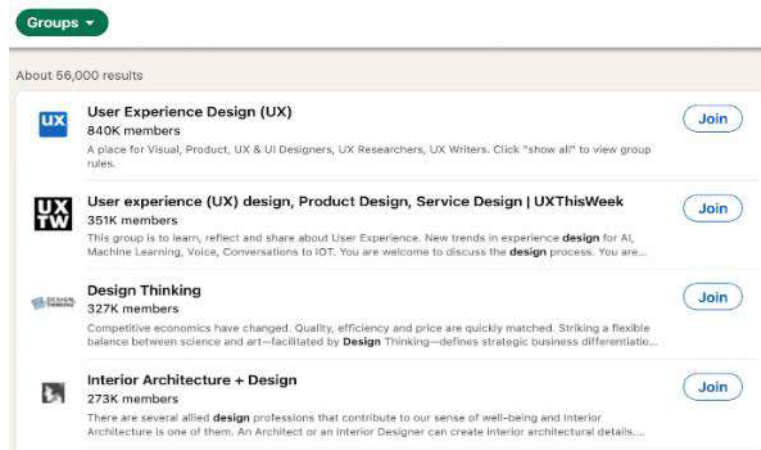 Groups
About 56,000 results
UX
User Experience Design (UX)
Join
840K members
A place for Visual, Product, UX & UI Designers, UX Researchers, UX Writers. Click "show all" to view group
rules.
UX
TW
User experience (UX) design, Product Design, Service Design | UXThisWeek
Join
351K members
This group is to learn, reflect and share about User Experience. New trends in experience design for AI,
Machine Learning, Voice, Conversations to IOT. You are welcome to discuss the design process. You are...
Design Thinking
Join
327K members
Competitive economics have changed. Quality, efficiency and price are quickly matched. Striking a flexible
balance between science and art—facilitated by Design Thinking—defines strategic business differentiatio...
Interior Architecture + Design
Join
273K members
There are several allied design professions that contribute to our sense of well-being and Interior
Architecture is one of them. An Architect or an Interior Designer can create interior architectural details....